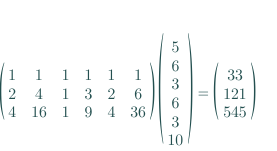 ( 1 1 1 1 1 1 ) ( 5 ) = ( 33 )
( 2 4 1 3 2 6 ) ( 6 ) ( 121 )
( 4 16 1 9 4 36 ) ( 3 ) ( 545 )
( 6 )
( 3 )
( 10 )